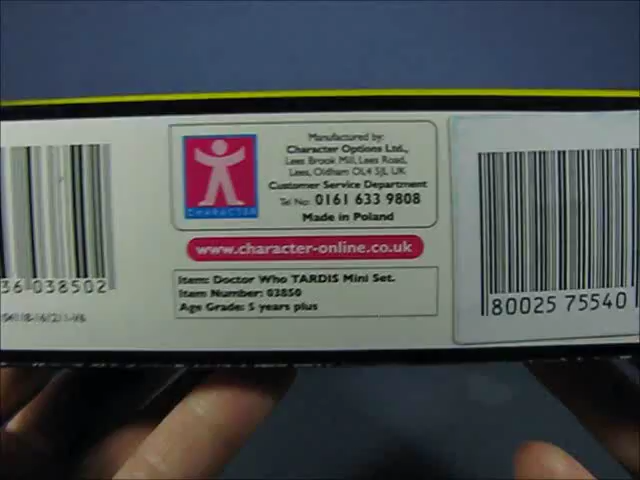 Manufactured by:
Character Options Ltd.,
Lees Brook Mill, Lees Road,
Lees, Oldham OL4 5JL UK
Customer Service Department
Tel No: 0161 633 9808
Made in Poland
CHARACTER
www.character-online.co.uk
36 038502
Item: Doctor Who TARDIS Mini Set.
Item Number: 03850
Age Grade: 5 years plus
80025 75540